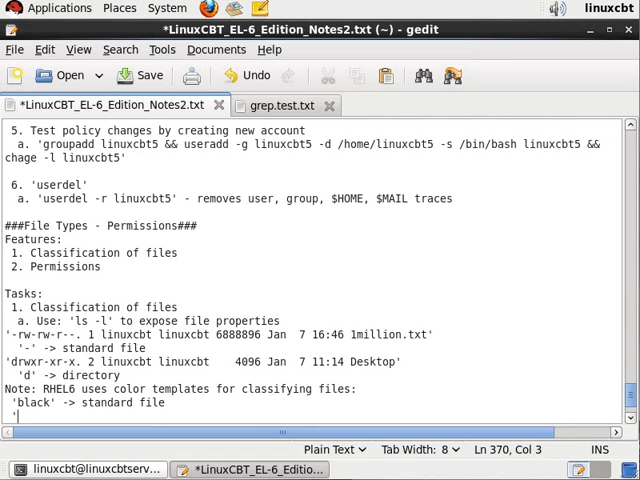 Applications Places System linuxcbt
*LinuxCBT_EL-6_Edition_Notes2.txt (~) - gedit
File Edit View Search Tools Documents Help
Open Save Undo
*LinuxCBT_EL-6_Edition_Notes2.txt grep.test.txt
5. Test policy changes by creating new account
a. 'groupadd linuxcbt5 && useradd -g linuxcbt5 -d /home/linuxcbt5 -s /bin/bash linuxcbt5 &&
chage -l linuxcbt5'
6. 'userdel'
a. 'userdel -r linuxcbt5' - removes user, group, $HOME, $MAIL traces
###File Types - Permissions###
Features:
1. Classification of files
2. Permissions
Tasks:
1. Classification of files
a. Use: 'ls -l' to expose file properties
'-rw-rw-r--. 1 linuxcbt linuxcbt 6888896 Jan  7 16:46 1million.txt'
'-' -> standard file
'drwxr-xr-x. 2 linuxcbt linuxcbt    4096 Jan  7 11:14 Desktop'
'd' -> directory
Note: RHEL6 uses color templates for classifying files:
'black' -> standard file
'
Plain Text Tab Width: 8 Ln 370, Col 3 INS
linuxcbt@linuxcbtserv... *LinuxCBT_EL-6_Editio...